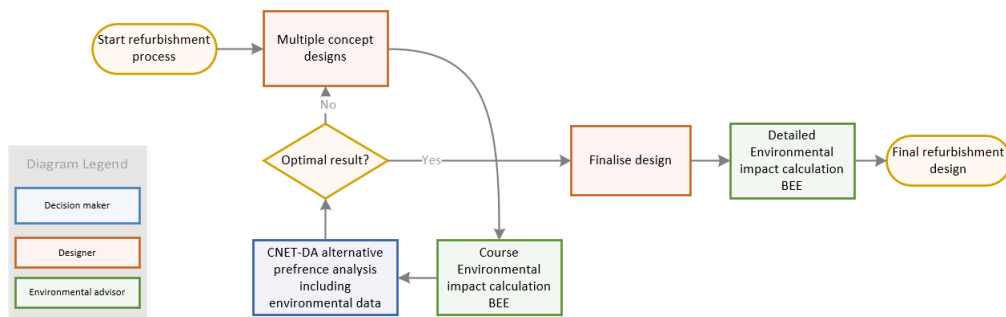 Start refurbishment
process
Multiple concept
designs
No
Optimal result?
Yes
Finalise design
Detailed
Environmental
impact calculation
BEE
Final refurbishment
design
CNET-DA alternative
prefrence analysis
including
environmental data
Course
Environmental
impact calculation
BEE
Diagram Legend
Decision maker
Designer
Environmental advisor